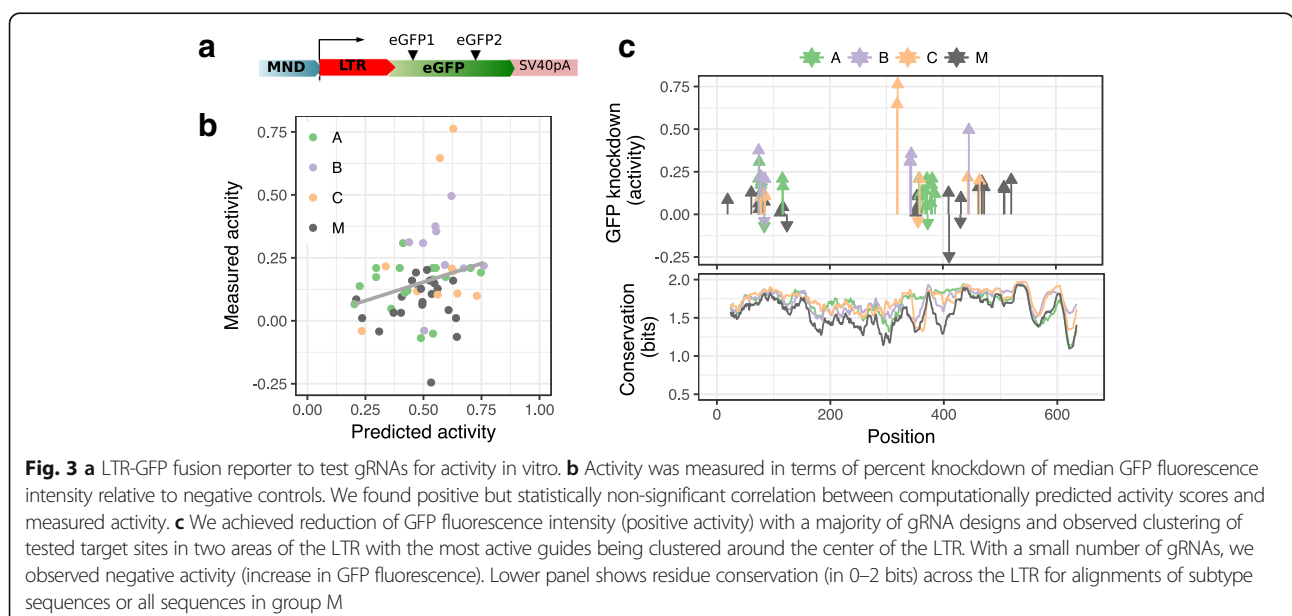 a
eGFP1 eGFP2
MND LTR eGFP SV40pA
b
A
B
C
M
0.75
0.50
0.25
0.00
-0.25
Measured activity
0.00 0.25 0.50 0.75 1.00
Predicted activity
c
A B C M
0.75
0.50
0.25
0.00
-0.25
GFP knockdown
(activity)
2.0
1.5
1.0
0.5
Conservation
(bits)
0 200 400 600
Position
Fig. 3 a LTR-GFP fusion reporter to test gRNAs for activity in vitro. b Activity was measured in terms of percent knockdown of median GFP fluorescence
intensity relative to negative controls. We found positive but statistically non-significant correlation between computationally predicted activity scores and
measured activity. c We achieved reduction of GFP fluorescence intensity (positive activity) with a majority of gRNA designs and observed clustering of
tested target sites in two areas of the LTR with the most active guides being clustered around the center of the LTR. With a small number of gRNAs, we
observed negative activity (increase in GFP fluorescence). Lower panel shows residue conservation (in 0–2 bits) across the LTR for alignments of subtype
sequences or all sequences in group M